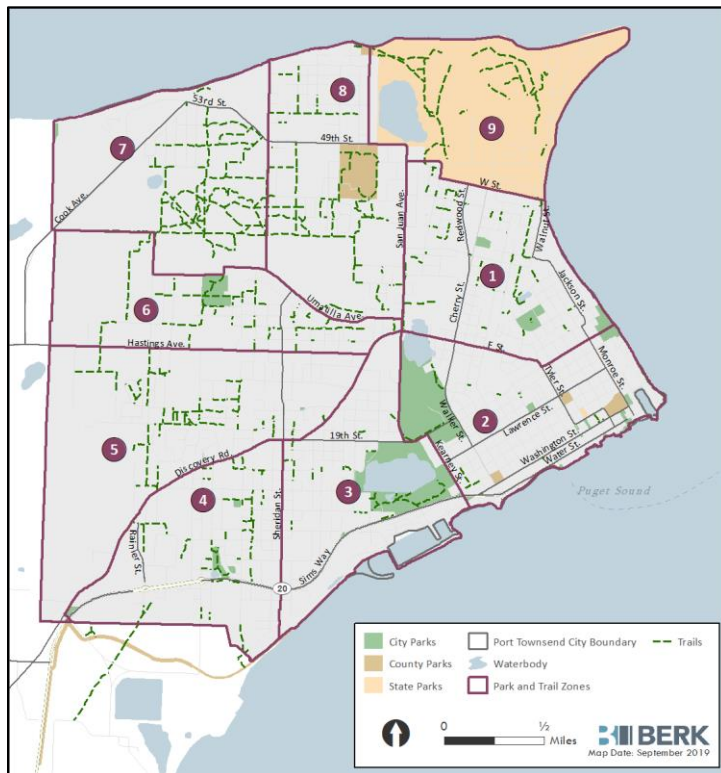 8
53rd St.
9
7
49th St.
Cook Ave.
San Juan Ave.
W St.
Redwood St.
Walnut St.
1
Jackson St.
6
Umatilla Ave.
Cherry St.
Hastings Ave.
F St.
Tyler St.
Monroe St.
Walker St.
2
Lawrence St.
5
19th St.
Kearney St.
Washington St.
Water St.
Discovery Rd.
4
3
Puget Sound
Sheridan St.
Rainier St.
Sims Way
20
City Parks
County Parks
State Parks
Port Townsend City Boundary
Waterbody
Park and Trail Zones
Trails
0 ½
Miles
BERK
Map Date: September 2019